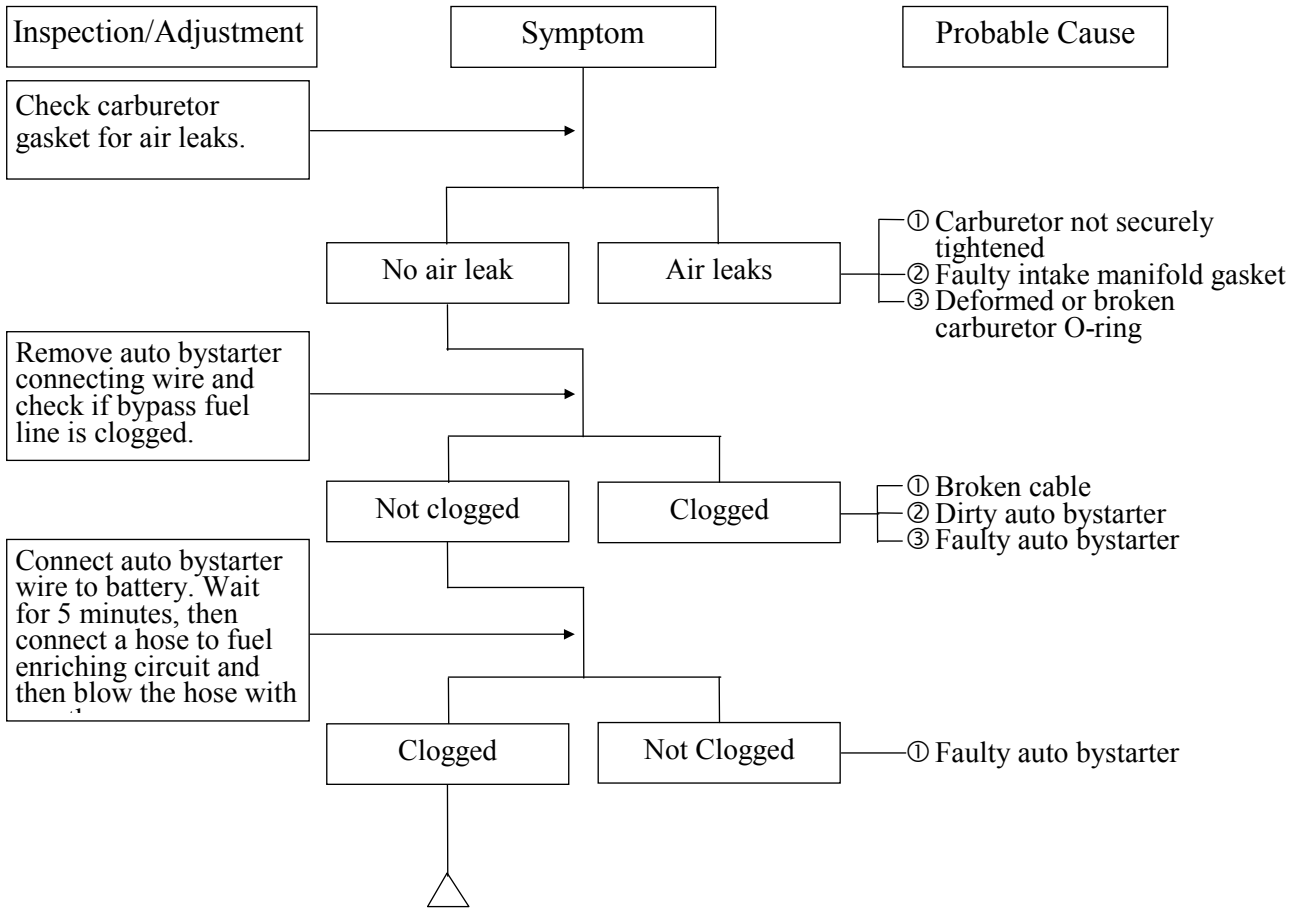 Inspection/Adjustment
Symptom
Probable Cause
Check carburetor
gasket for air leaks.
No air leak
Air leaks
① Carburetor not securely
tightened
② Faulty intake manifold gasket
③ Deformed or broken
carburetor O-ring
Remove auto bystarter
connecting wire and
check if bypass fuel
line is clogged.
Not clogged
Clogged
① Broken cable
② Dirty auto bystarter
③ Faulty auto bystarter
Connect auto bystarter
wire to battery. Wait
for 5 minutes, then
connect a hose to fuel
enriching circuit and
then blow the hose with
Clogged
Not Clogged
① Faulty auto bystarter